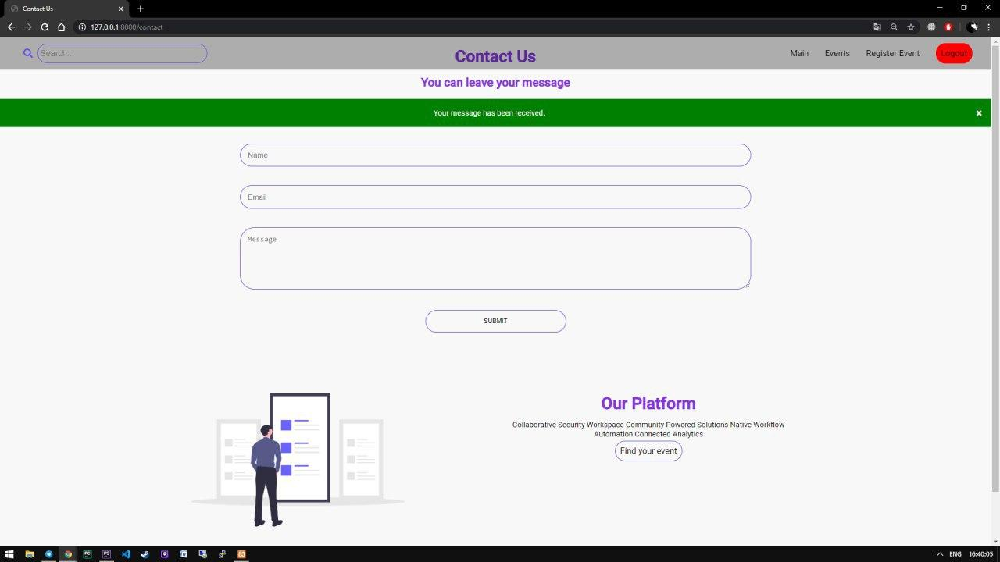 Contact Us
127.0.0.1:8000/contact
Search...
Contact Us
Main
Events
Register Event
Logout
You can leave your message
Your message has been received.
Name
Email
Message
SUBMIT
Our Platform
Collaborative Security Workspace Community Powered Solutions Native Workflow
Automation Connected Analytics
Find your event
ENG
16:40:05